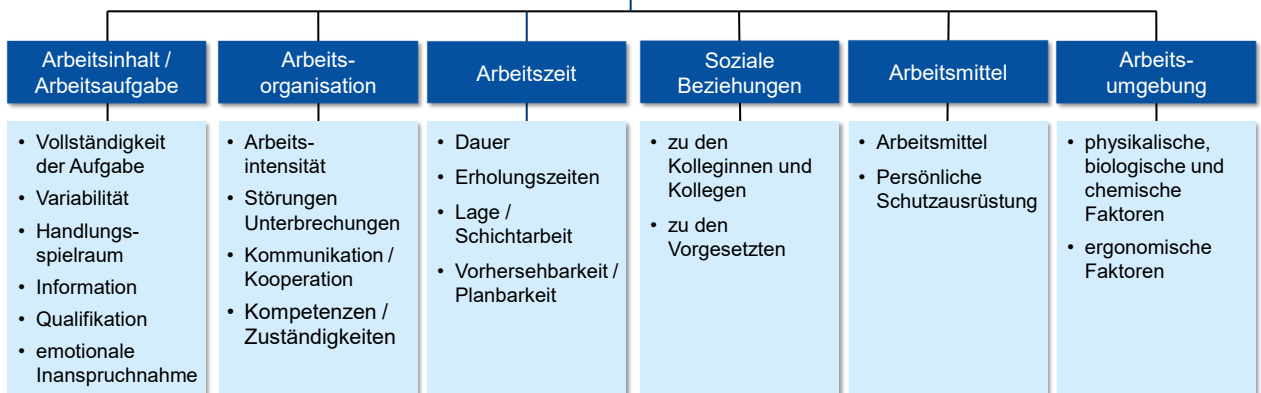 Arbeitsinhalt /
Arbeitsaufgabe
• Vollständigkeit
der Aufgabe
• Variabilität
• Handlungs-
spielraum
• Information
• Qualifikation
• emotionale
Inanspruchnahme
Arbeits-
organisation
• Arbeits-
intensität
• Störungen
Unterbrechungen
• Kommunikation /
Kooperation
• Kompetenzen /
Zuständigkeiten
Arbeitszeit
• Dauer
• Erholungszeiten
• Lage /
Schichtarbeit
• Vorhersehbarkeit /
Planbarkeit
Soziale
Beziehungen
• zu den
Kolleginnen und
Kollegen
• zu den
Vorgesetzten
Arbeitsmittel
• Arbeitsmittel
• Persönliche
Schutzausrüstung
Arbeits-
umgebung
• physikalische,
biologische und
chemische
Faktoren
• ergonomische
Faktoren